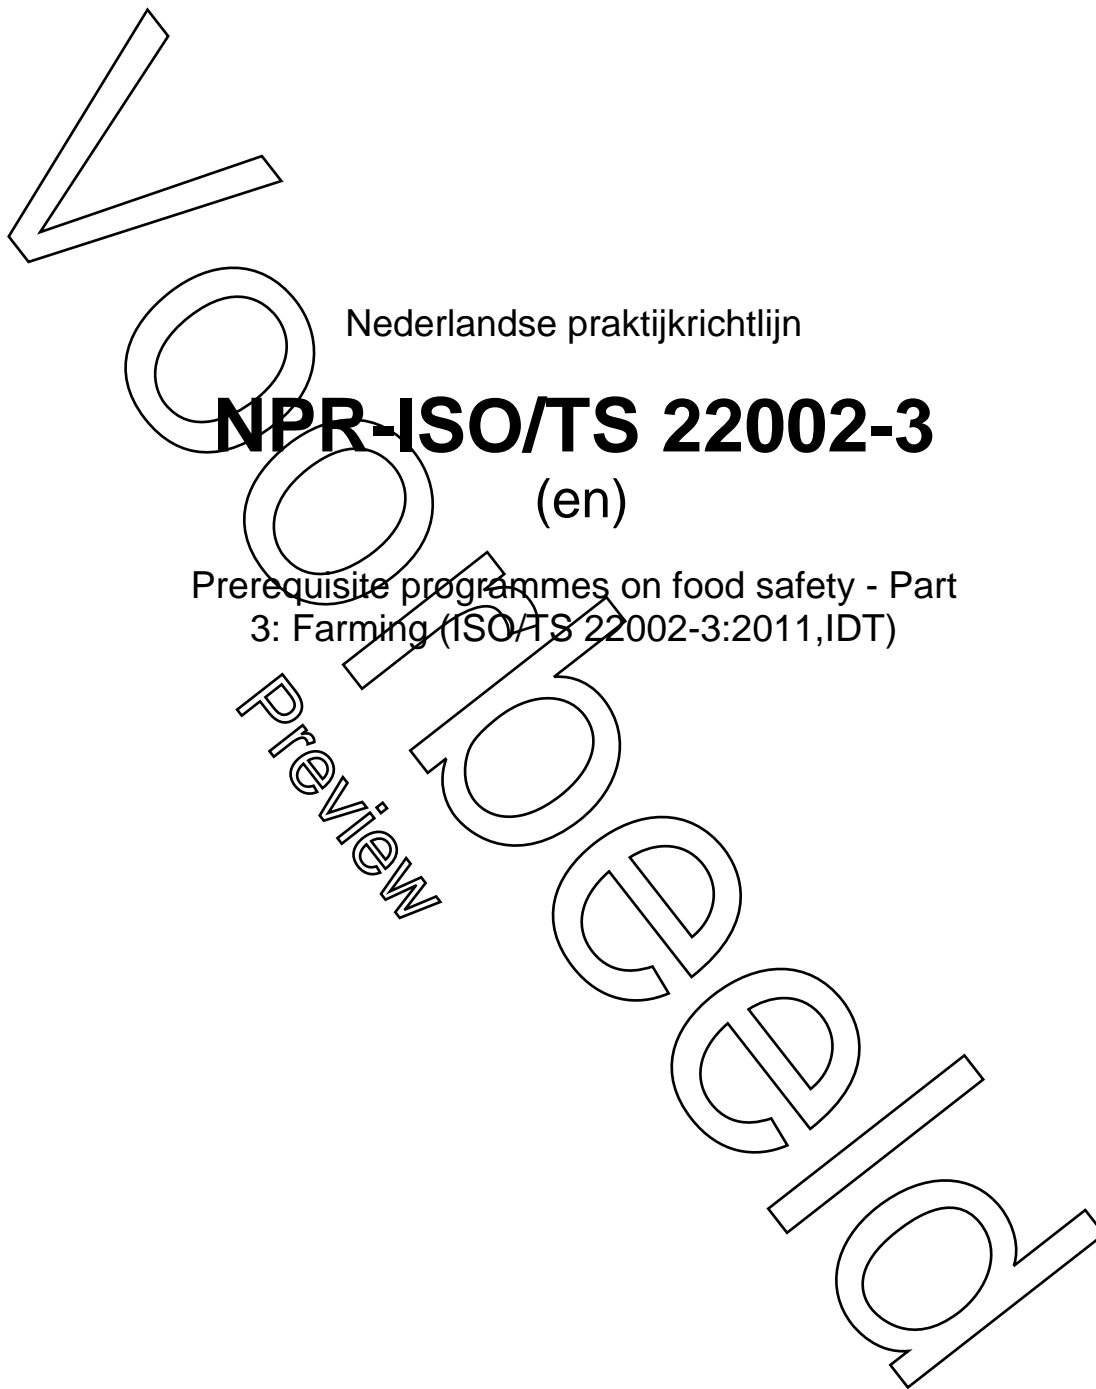 Nederlandse praktijkrichtlijn
NPR-ISO/TS 22002-3
(en)
Prerequisite programmes on food safety - Part
3: Farming (ISO/TS 22002-3:2011,IDT)
Voorbeeld
Preview